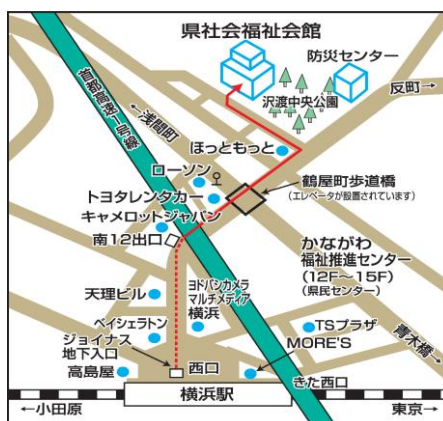 県社会福祉会館
防災センター
沢渡中央公園
反町→
首都高速一号線
←浅間町
ほっともっと
ローソン
トヨタレンタカー
鶴屋町歩道橋
(エレベータが設置されています)
キャメロットジャパン
南12出口
かながわ
福祉推進センター
(12F〜15F)
(県民センター)
天理ビル
ヨドバシカメラ
マルチメディア
横浜
ベイシェラトン
TSプラザ
青木橋→
ジョイナス
地下入口
MORE'S
高島屋
西口
きた西口
横浜駅
←小田原
東京→